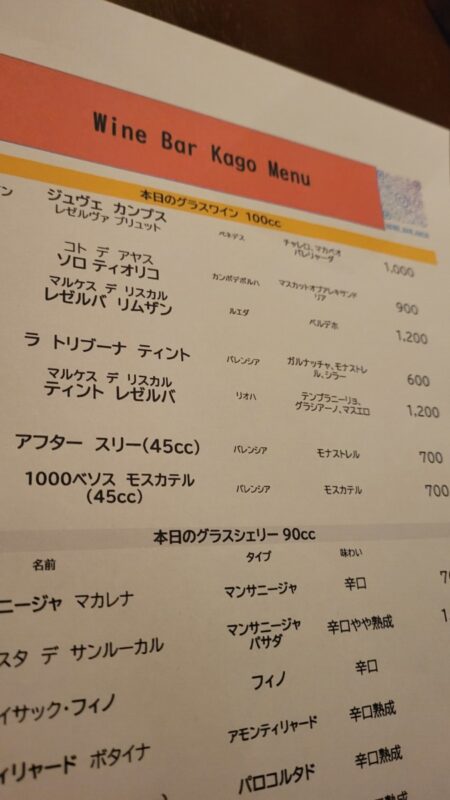 Wine Bar Kago Menu
本日のグラスワイン 100cc
ン ジュヴェ カンプス ペネデス チャレロ、マカベオ 1,000
レゼルヴァ ブリュット パレリャーダ
コト デ アヤス カンポデボルハ マスカットオブアレキサンド 900
ソロ ティオリコ リア
マルケス デ リスカル ルエダ ベルデホ 1,200
レゼルバ リムザン
ラ トリブーナ ティント バレンシア ガルナッチャ、モナストレ 600
ル、シラー
マルケス デ リスカル リオハ テンプラニーリョ、 1,200
ティント レゼルバ グラシアーノ、マスエロ
アフター スリー(45cc) バレンシア モナストレル 700
1000ベソス モスカテル バレンシア モスカテル 700
(45cc)
本日のグラスシェリー 90cc
名前 タイプ 味わい
ニージャ マカレナ マンサニージャ 辛口
スタ デ サンルーカル マンサニージャ 辛口やや熟成
パサダ
イサック・フィノ フィノ 辛口
ィリャード ボタイナ アモンティリャード 辛口熟成
パロコルタド 辛口熟成